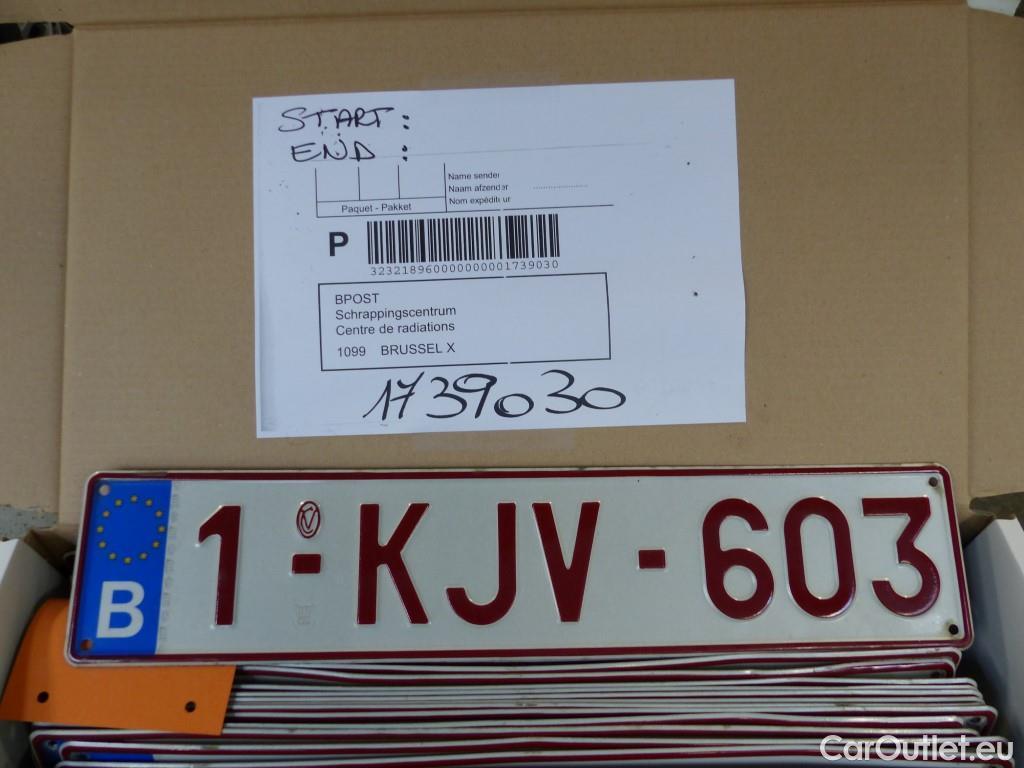 START:
END:
Name sender
Naam afzender ....................
Nom expéditeur
Paquet - Pakket
P
323218960000000001739030
BPOST
Schrappingscentrum
Centre de radiations
1099 BRUSSEL X
1739030
B 1-KJV-603
CarOutlet.eu